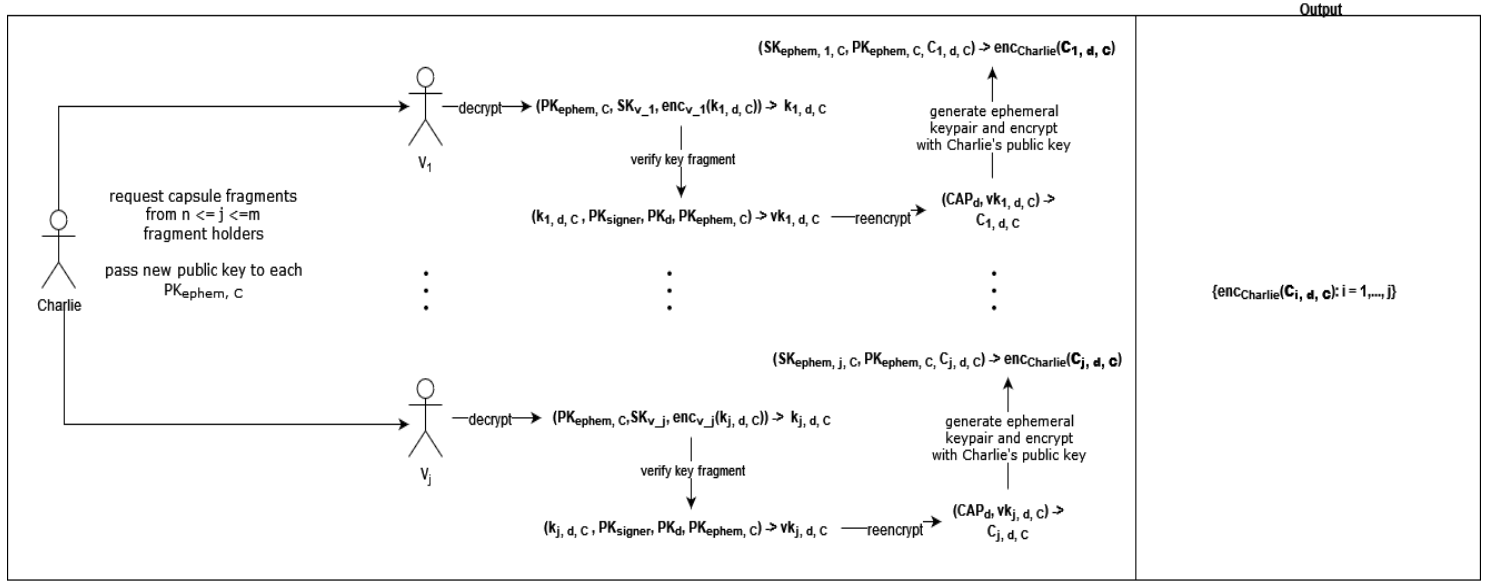 Output
(SKephem, 1, C, PKephem, C, C1, d, C) -> encCharlie(C1, d, c)
decrypt
(PKephem, C, SKv_1, encv_1(k1, d, C)) -> k1, d, C
generate ephemeral
keypair and encrypt
with Charlie's public key
V1
verify key fragment
request capsule fragments
from n <= j <=m
fragment holders
(k1, d, C , PKsigner, PKd, PKephem, C) -> vk1, d, C
reencrypt
(CAPd, vk1, d, C) ->
C1, d, C
pass new public key to each
PKephem, C
Charlie
{encCharlie(Ci, d, c): i = 1,..., j}
(SKephem, j, C, PKephem, C, Cj, d, C) -> encCharlie(Cj, d, c)
decrypt
(PKephem, C,SKv_j, encv_j(kj, d, C)) -> kj, d, C
generate ephemeral
keypair and encrypt
with Charlie's public key
Vj
verify key fragment
(kj, d, C , PKsigner, PKd, PKephem, C) -> vkj, d, C
reencrypt
(CAPd, vkj, d, C) ->
Cj, d, C